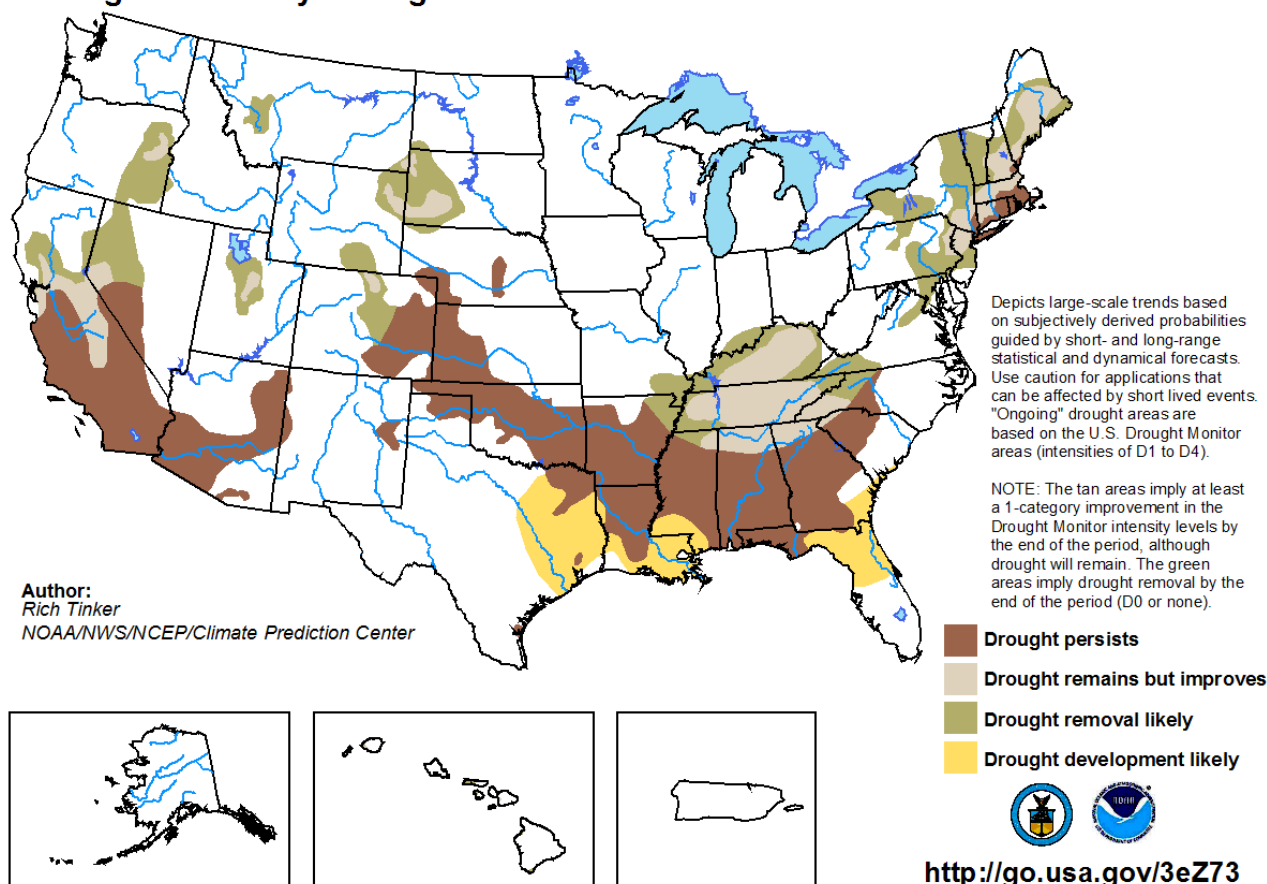 Depicts large-scale trends based
on subjectively derived probabilities
guided by short- and long-range
statistical and dynamical forecasts.
Use caution for applications that
can be affected by short lived events.
"Ongoing" drought areas are
based on the U.S. Drought Monitor
areas (intensities of D1 to D4).
NOTE: The tan areas imply at least
a 1-category improvement in the
Drought Monitor intensity levels by
the end of the period, although
drought will remain. The green
areas imply drought removal by the
end of the period (D0 or none).
Author:
Rich Tinker
NOAA/NWS/NCEP/Climate Prediction Center
Drought persists
Drought remains but improves
Drought removal likely
Drought development likely
http://go.usa.gov/3eZ73